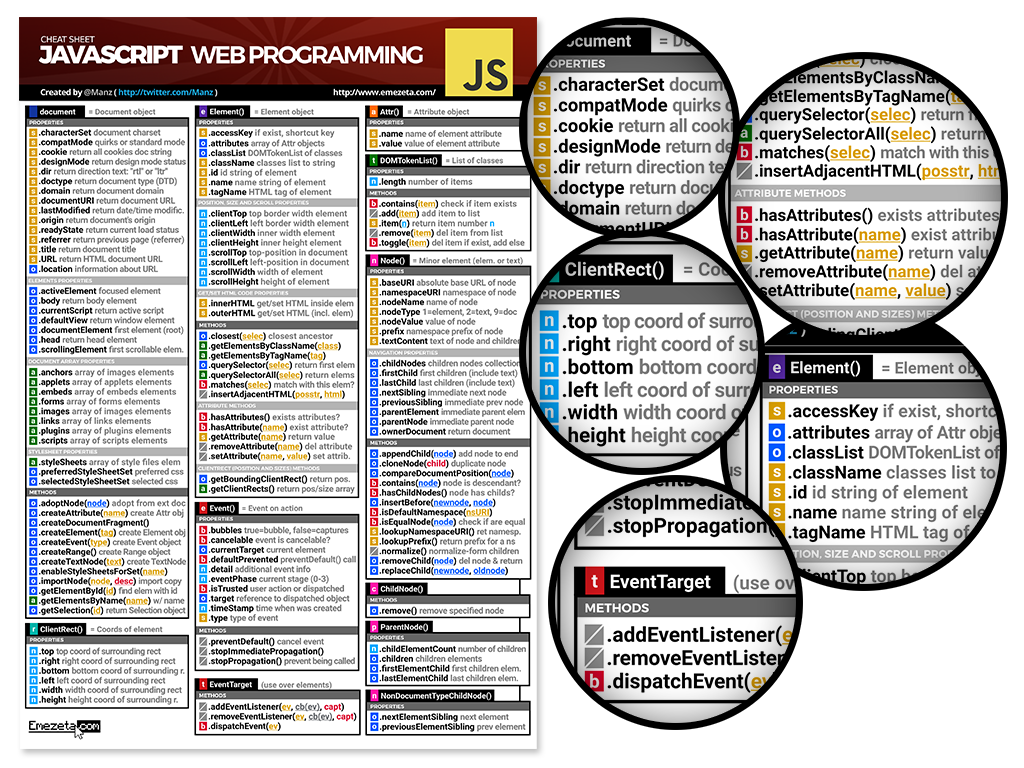 CHEAT SHEET
JAVASCRIPT WEB PROGRAMMING
JS
Created by @Manz ( http://twitter.com/Manz )
http://www.emezeta.com/
document = Document object
PROPERTIES
s .characterSet document charset
s .compatMode quirks or standard mode
s .cookie return all cookies doc string
s .designMode return design mode status
s .dir return direction text: "rtl" or "ltr"
s .doctype return document type (DTD)
s .domain return document domain
s .documentURI return document URL
s .lastModified return date/time modific.
s .origin return document's origin
s .readyState return current load status
s .referrer return previous page (referrer)
s .title return document title
s .URL return HTML document URL
o .location information about URL
ELEMENTS PROPERTIES
o .activeElement focused element
o .body return body element
o .currentScript return active script
o .defaultView return window element
o .documentElement first element (root)
o .head return head element
o .scrollingElement first scrollable elem.
DOCUMENT ARRAY PROPERTIES
a .anchors array of images elements
a .applets array of applets elements
a .embeds array of embeds elements
a .forms array of forms elements
a .images array of images elements
a .links array of links elements
a .plugins array of plugins elements
a .scripts array of scripts elements
STYLESHEET PROPERTIES
a .styleSheets array of style files elem
o .preferredStyleSheetSet preferred css
o .selectedStyleSheetSet selected css
METHODS
o .adoptNode(node) adopt from ext doc
o .createAttribute(name) create Attr obj
o .createDocumentFragment()
o .createElement(tag) create Element obj
o .createEvent(type) create Event object
o .createRange() create Range object
o .createTextNode(text) create TextNode
o .enableStyleSheetsForSet(name)
o .importNode(node, desc) import copy
o .getElementById(id) find elem with id
a .getElementsByName(name) w/ name
o .getSelection(id) return Selection object
r ClientRect() = Coords of element
PROPERTIES
n .top top coord of surrounding rect
n .right right coord of surrounding rect
n .bottom bottom coord of surrounding r.
n .left left coord of surrounding rect
n .width width coord of surrounding rect
n .height height coord of surrounding r.
Emezeta.com
e Element() = Element object
PROPERTIES
s .accessKey if exist, shortcut key
o .attributes array of Attr objects
o .classList DOMTokenList of classes
s .className classes list to string
s .id id string of element
s .name name string of element
s .tagName HTML tag of element
POSITION, SIZE AND SCROLL PROPERTIES
n .clientTop top border width element
n .clientLeft left border width element
n .clientWidth inner width element
n .clientHeight inner height element
n .scrollTop top-position in document
n .scrollLeft left-position in document
n .scrollWidth width of element
n .scrollHeight height of element
GET/SET HTML CODE PROPERTIES
s .innerHTML get/set HTML inside elem
s .outerHTML get/set HTML (incl. elem)
METHODS
o .closest(selec) closest ancestor
a .getElementsByClassName(class)
a .getElementsByTagName(tag)
o .querySelector(selec) return first elem
a .querySelectorAll(selec) return elems
b .matches(selec) match with this elem?
.insertAdjacentHTML(posstr, html)
ATTRIBUTE METHODS
b .hasAttributes() exists attributes?
b .hasAttribute(name) exist attribute?
s .getAttribute(name) return value
.removeAttribute(name) del attribute
.setAttribute(name, value) set attrib.
CLIENTRECT (POSITION AND SIZES) METHODS
o .getBoundingClientRect() return pos.
a .getClientRects() return pos/size array
e Event() = Event on action
PROPERTIES
b .bubbles true=bubble, false=captures
b .cancelable event is cancelable?
o .currentTarget current element
b .defaultPrevented preventDefault() call
n .detail additional event info
n .eventPhase current stage (0-3)
b .isTrusted user action or dispatched
o .target reference to dispatched object
n .timeStamp time when was created
s .type type of event
METHODS
.preventDefault() cancel event
.stopImmediatePropagation()
.stopPropagation() prevent being called
t EventTarget (use over elements)
METHODS
.addEventListener(ev, cb(ev), capt)
.removeEventListener(ev, cb(ev), capt)
b .dispatchEvent(ev)
a Attr() = Attribute object
PROPERTIES
s .name name of element attribute
s .value value of element attribute
t DOMTokenList() = List of classes
PROPERTIES
n .length number of items
METHODS
b .contains(item) check if item exists
.add(item) add item to list
s .item(n) return item number n
.remove(item) del item from list
b .toggle(item) del item if exist, add else
n Node() = Minor element (elem. or text)
PROPERTIES
s .baseURI absolute base URL of node
s .namespaceURI namespace of node
s .nodeName name of node
n .nodeType 1=element, 2=text, 9=doc
s .nodeValue value of node
s .prefix namespace prefix of node
s .textContent text of node and children
NAVIGATION PROPERTIES
o .childNodes children nodes collection
o .firstChild first children (include text)
o .lastChild last children (include text)
o .nextSibling immediate next node
o .previousSibling immediate prev node
o .parentElement immediate parent elem
o .parentNode immediate parent node
o .ownerDocument return document
METHODS
o .appendChild(node) add node to end
o .cloneNode(child) duplicate node
o .compareDocumentPosition(node)
b .contains(node) node is descendant?
b .hasChildNodes() node has childs?
o .insertBefore(newnode, node)
b .isDefaultNamespace(nsURI)
b .isEqualNode(node) check if are equal
s .lookupNamespaceURI() ret namesp.
s .lookupPrefix() return prefix for a ns
.normalize() normalize-form children
o .removeChild(node) del node & return
o .replaceChild(newnode, oldnode)
c ChildNode()
METHODS
o .remove() remove specified node
p ParentNode()
PROPERTIES
n .childElementCount number of children
o .children children elements
o .firstElementChild first children elem.
o .lastElementChild last children elem.
n NonDocumentTypeChildNode()
PROPERTIES
o .nextElementSibling next element
o .previousElementSibling prev element
ocument = Do
PROPERTIES
s .characterSet docum
s .compatMode quirks o
s .cookie return all cooki
s .designMode return de
s .dir return direction tex
s .doctype return docu
domain return do
ElementsByClassNa
getElementsByTagName(
.querySelector(selec) return
a .querySelectorAll(selec) return
b .matches(selec) match with this
.insertAdjacentHTML(posstr, htm
ATTRIBUTE METHODS
b .hasAttributes() exists attributes
b .hasAttribute(name) exist attrib
s .getAttribute(name) return valu
.removeAttribute(name) del at
setAttribute(name, value) s
(POSITION AND SIZES) MET
ClientRect() = Coo
PROPERTIES
n .top top coord of surro
n .right right coord of su
n .bottom bottom coord
n .left left coord of surr
n .width width coord o
.height height coo
e Element() = Element obj
PROPERTIES
s .accessKey if exist, shortc
o .attributes array of Attr obje
o .classList DOMTokenList of
s .className classes list to
s .id id string of element
s .name name string of ele
.tagName HTML tag of
ION, SIZE AND SCROLL PROP
lientTop top b
.stopImmediate
.stopPropagation
t EventTarget (use ov
METHODS
.addEventListener(e
.removeEventListen
b .dispatchEvent(ev